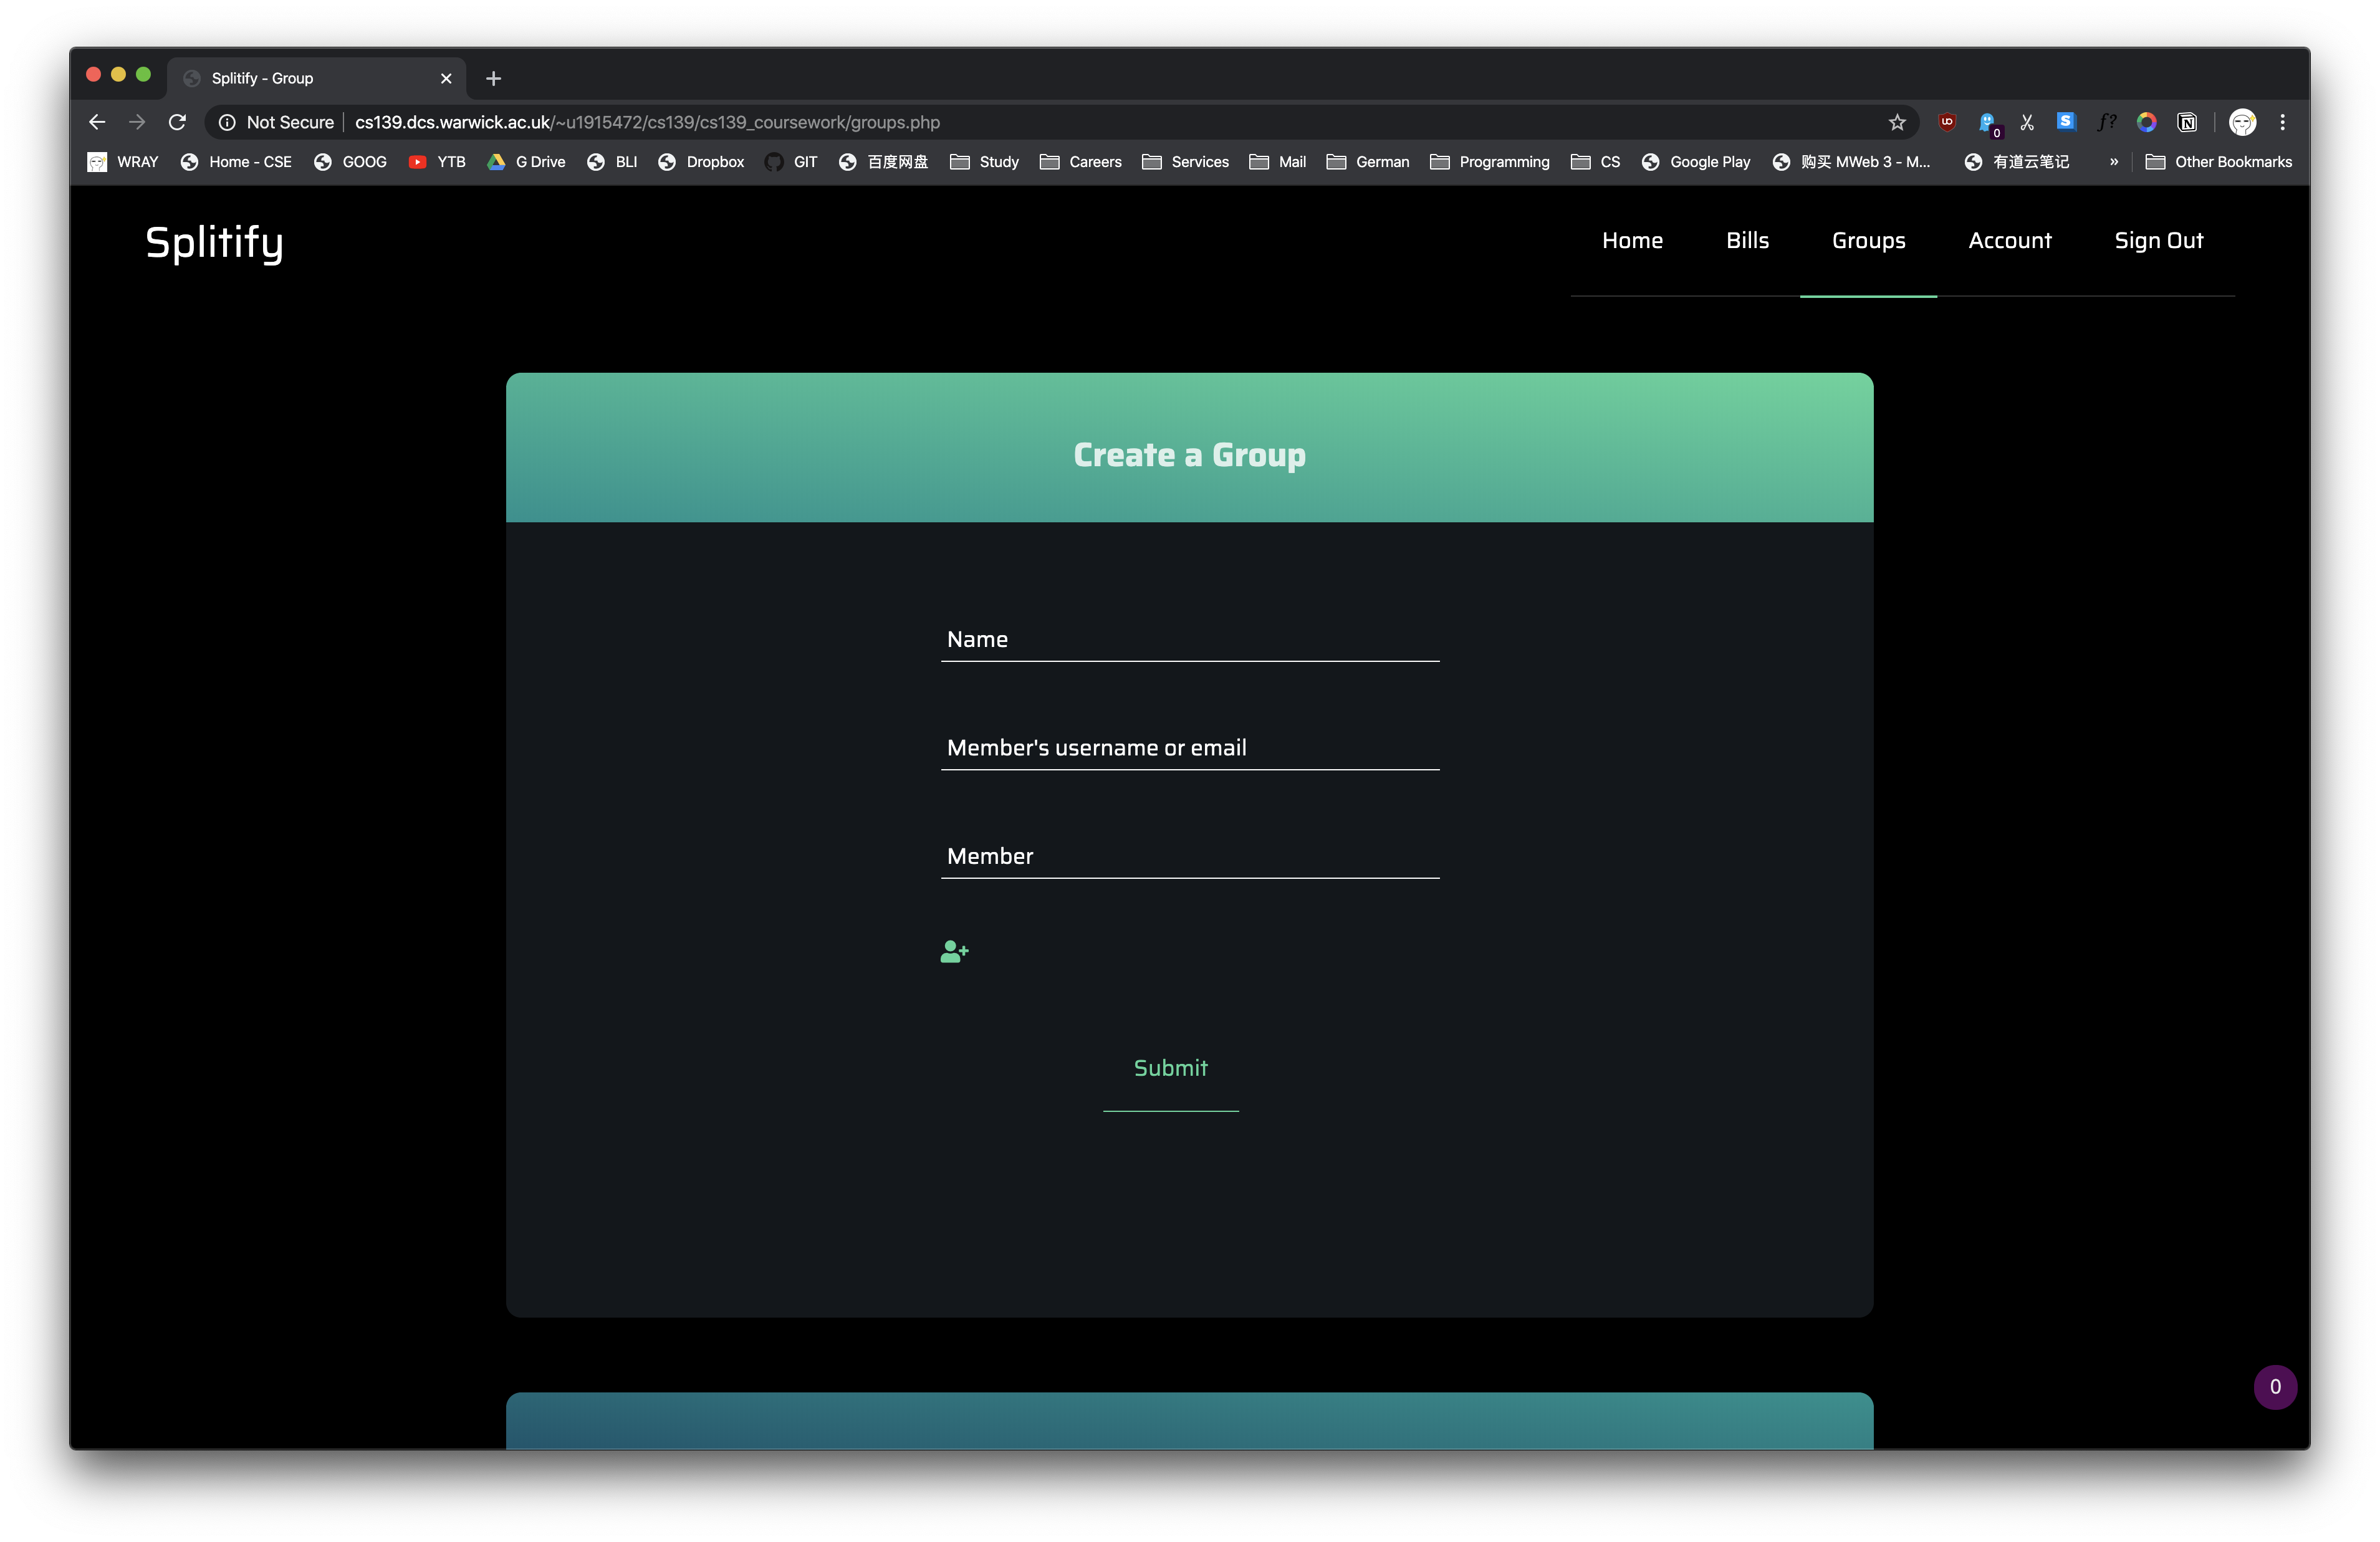 Splitify - Group
Not Secure cs139.dcs.warwick.ac.uk/~u1915472/cs139/cs139_coursework/groups.php
0
WRAY Home - CSE GOOG YTB G Drive BLI Dropbox GIT 百度网盘 Study Careers Services Mail German Programming CS Google Play 购买 MWeb 3 - M... 有道云笔记 » Other Bookmarks
Splitify Home Bills Groups Account Sign Out
Create a Group
Name
Member's username or email
Member
Submit
0